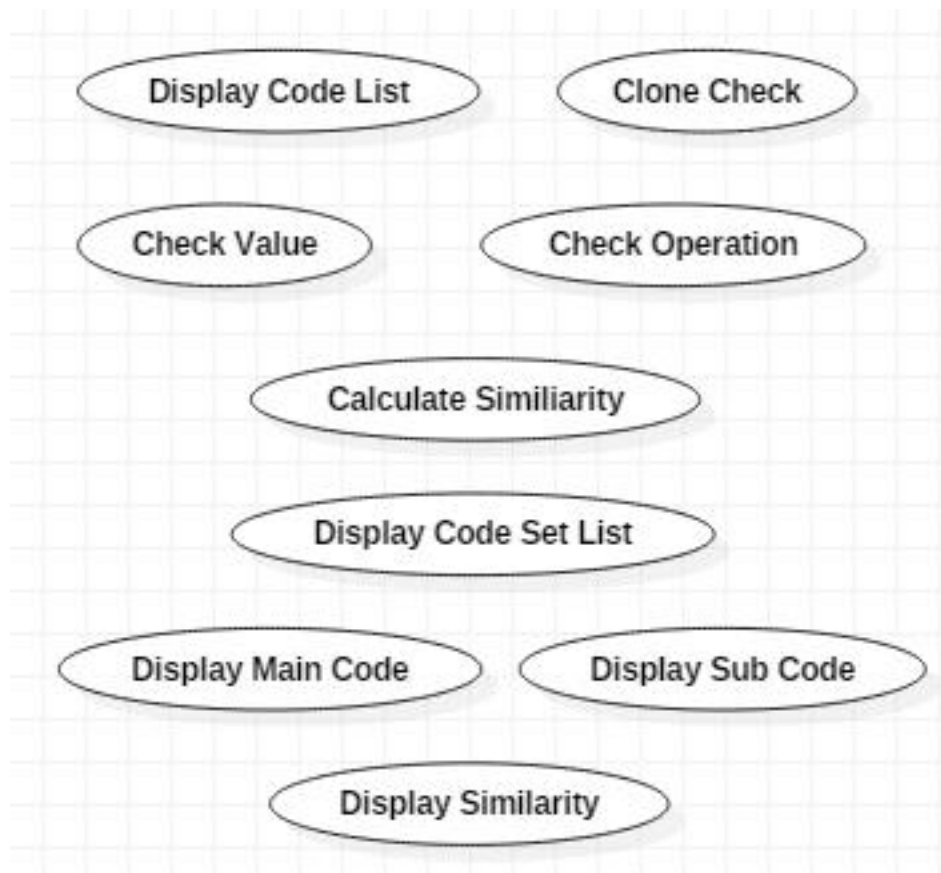 Display Code List
Clone Check
Check Value
Check Operation
Calculate Similiarity
Display Code Set List
Display Main Code
Display Sub Code
Display Similarity